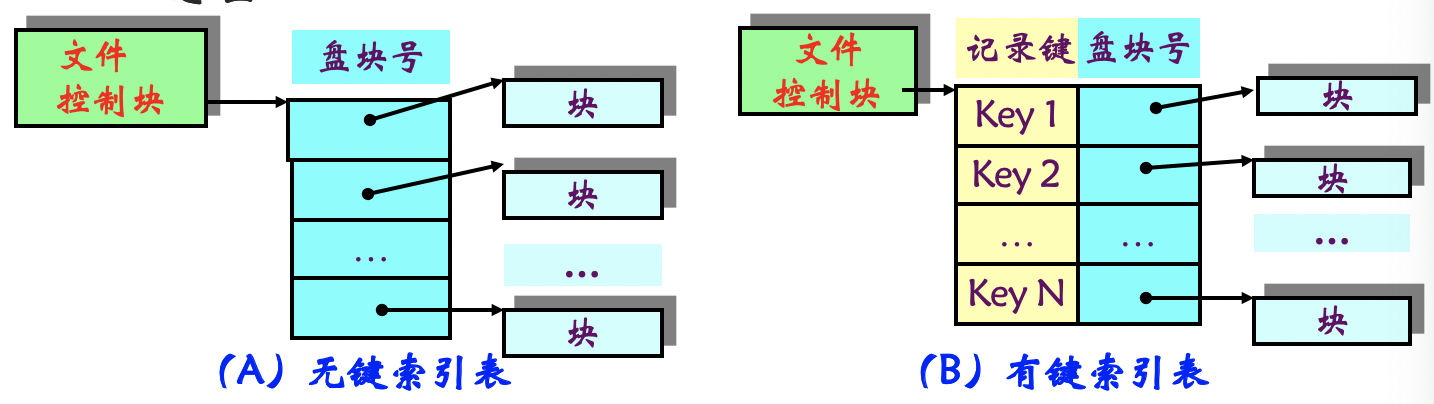 文件
控制块
盘块号
块
块
...
...
块
（A）无键索引表
文件
控制块
记录键 盘块号
Key 1
块
Key 2
块
... ...
...
Key N
块
（B）有键索引表